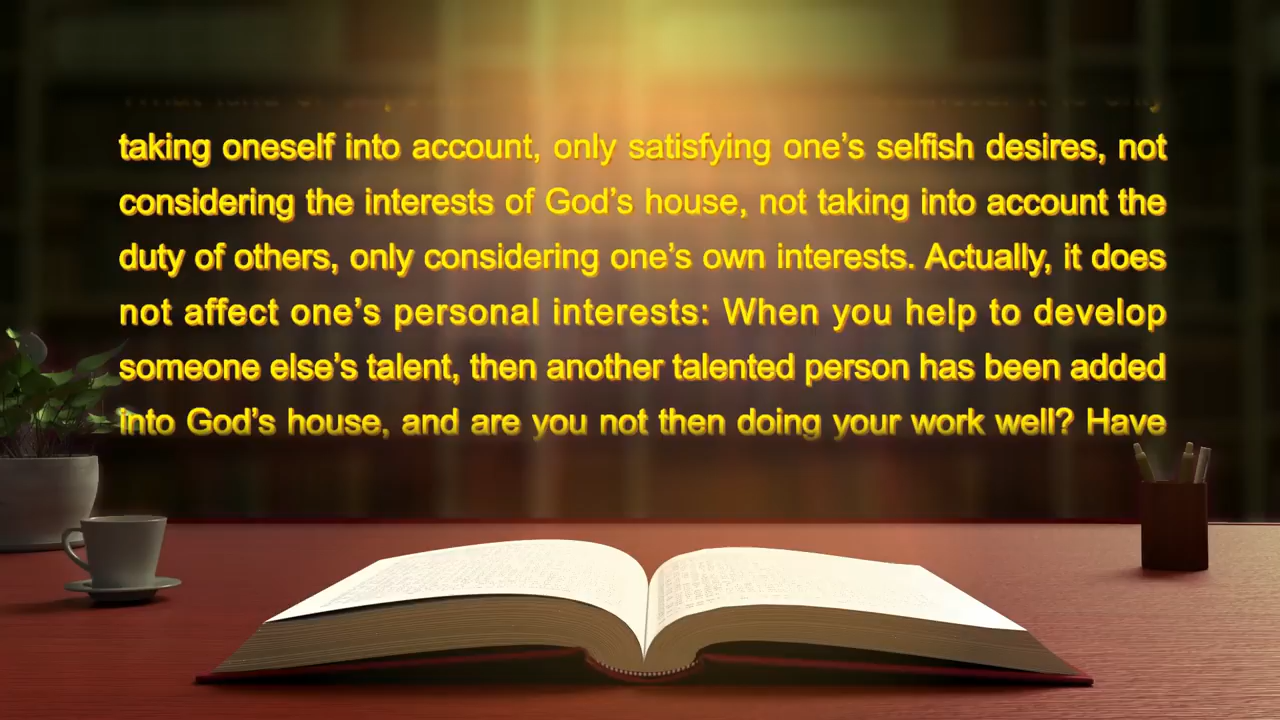 taking oneself into account, only satisfying one's selfish desires, not
considering the interests of God's house, not taking into account the
duty of others, only considering one's own interests. Actually, it does
not affect one's personal interests: When you help to develop
someone else's talent, then another talented person has been added
into God's house, and are you not then doing your work well? Have